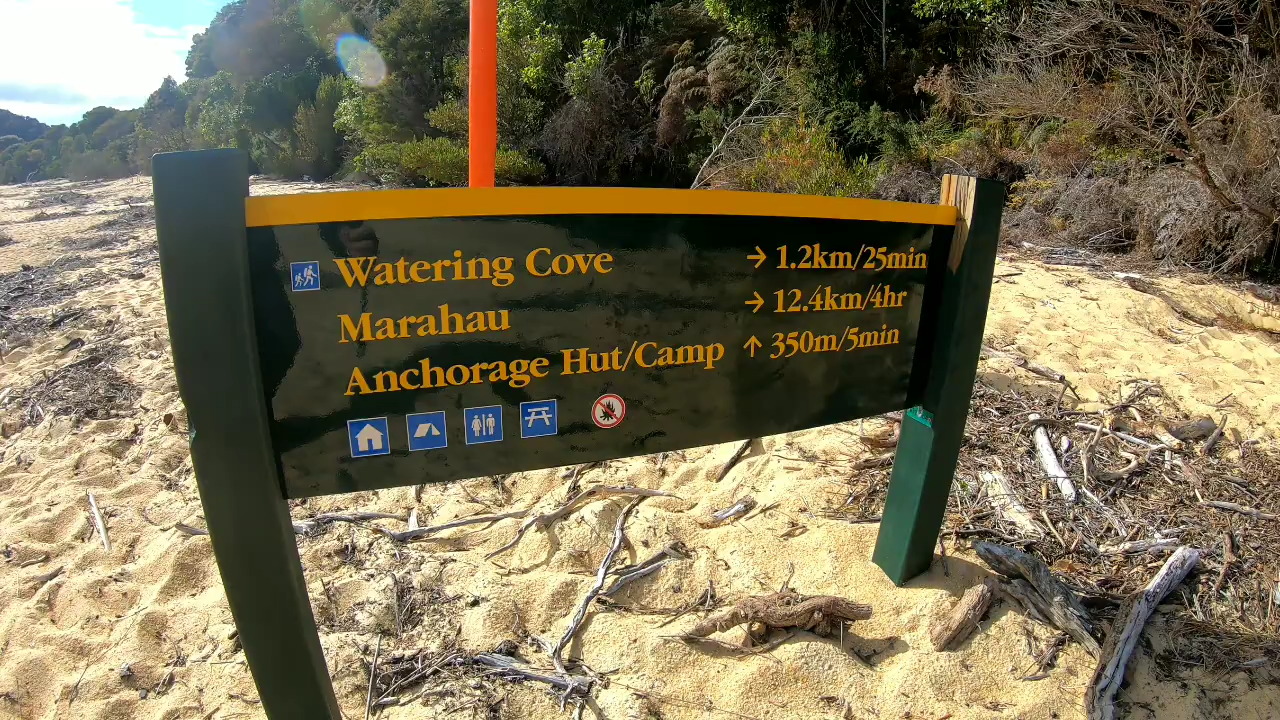 Watering Cove → 1.2km/25min
Marahau → 12.4km/4hr
Anchorage Hut/Camp ↑ 350m/5min